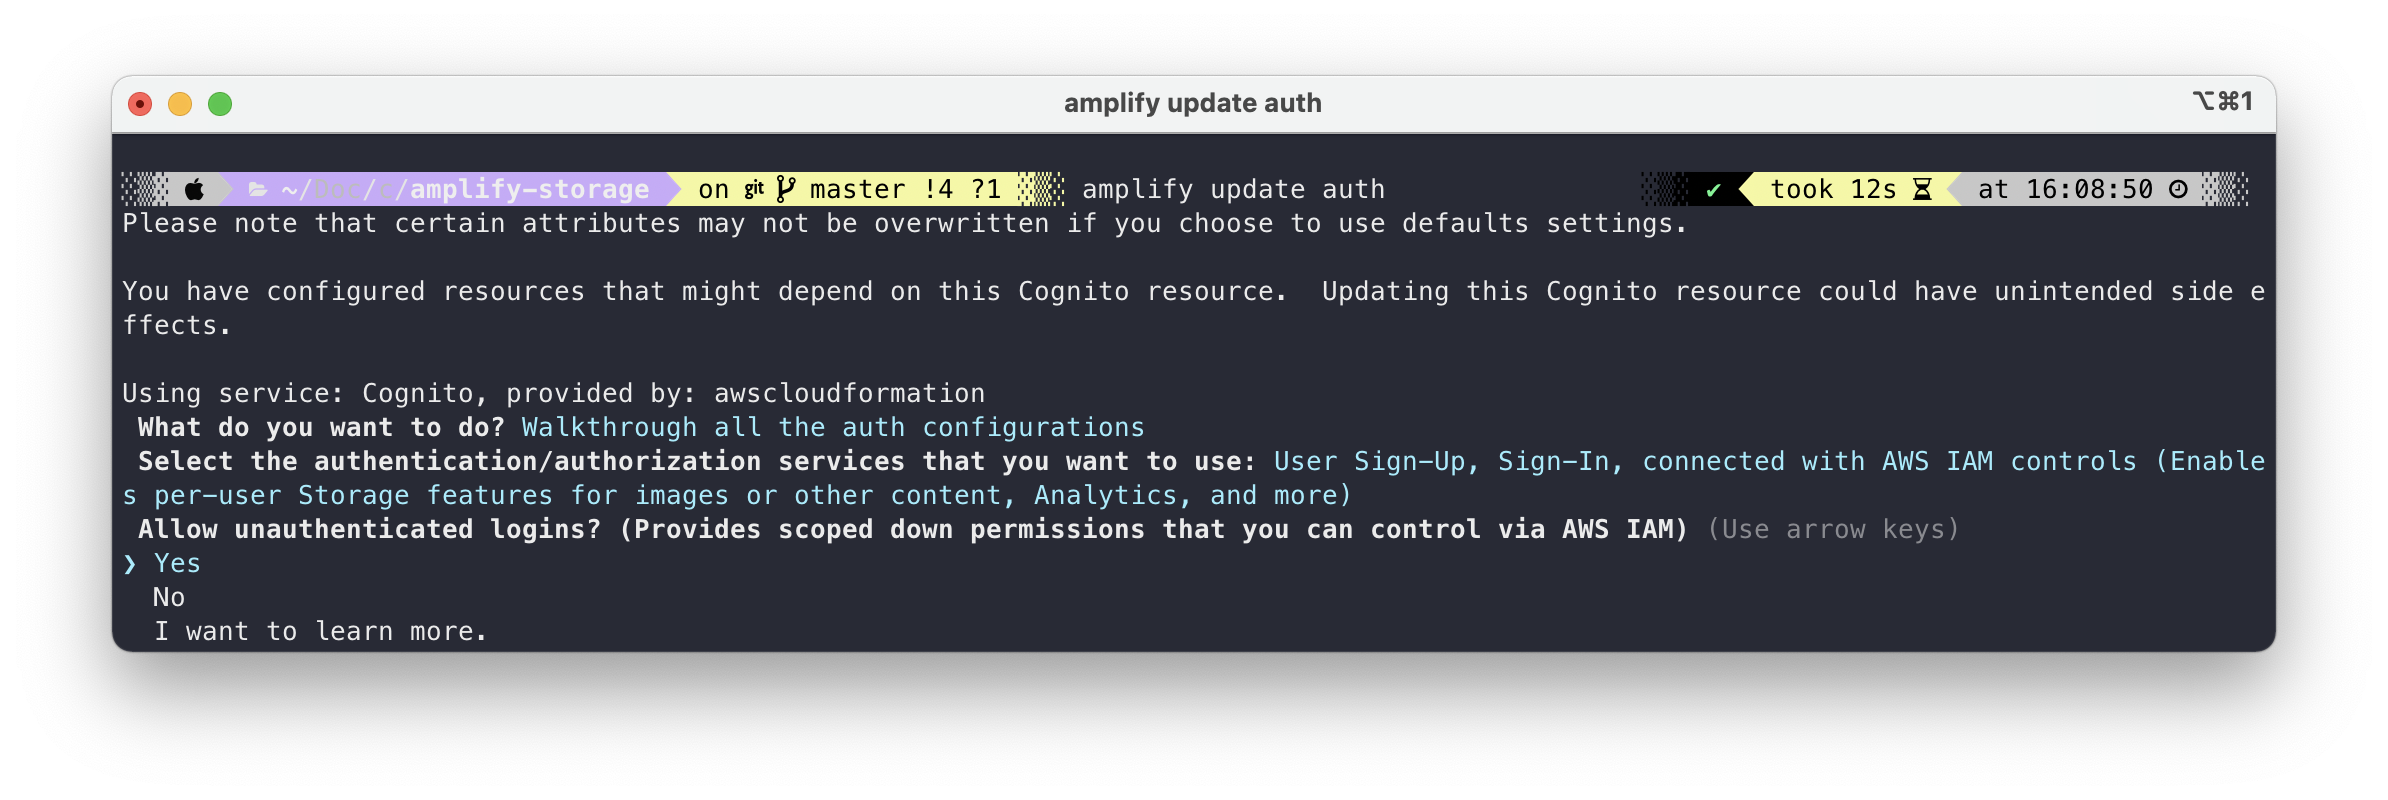 amplify update auth
⌥⌘1
~/Doc/c/amplify-storage on git master !4 ?1 amplify update auth ✔ took 12s at 16:08:50
Please note that certain attributes may not be overwritten if you choose to use defaults settings.
You have configured resources that might depend on this Cognito resource.  Updating this Cognito resource could have unintended side e
ffects.
Using service: Cognito, provided by: awscloudformation
What do you want to do? Walkthrough all the auth configurations
Select the authentication/authorization services that you want to use: User Sign-Up, Sign-In, connected with AWS IAM controls (Enable
s per-user Storage features for images or other content, Analytics, and more)
Allow unauthenticated logins? (Provides scoped down permissions that you can control via AWS IAM) (Use arrow keys)
❯ Yes
No
I want to learn more.